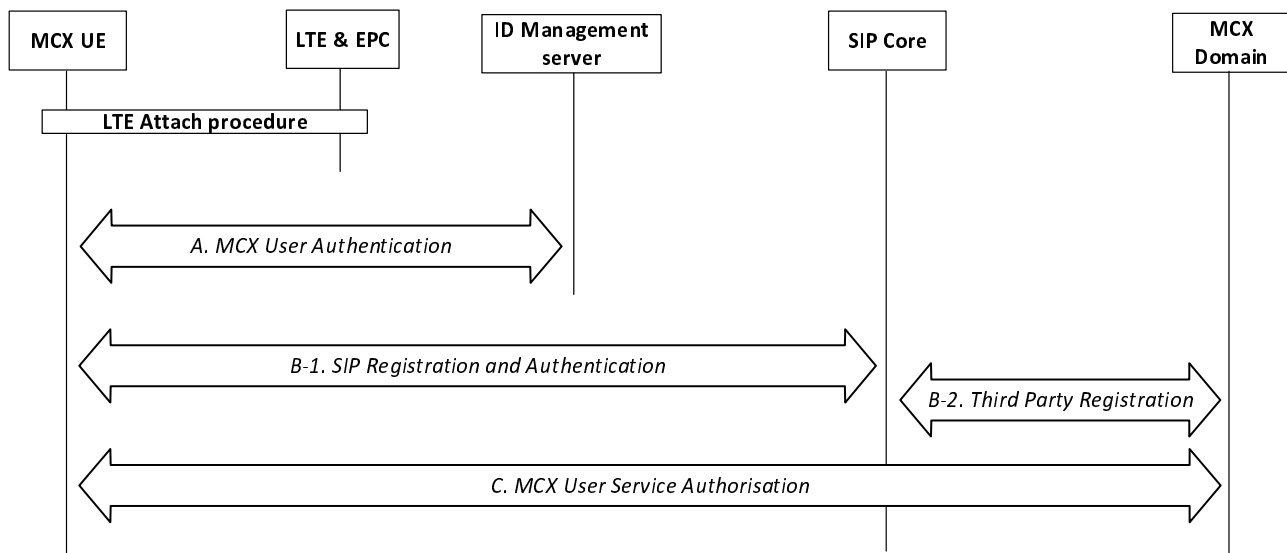 MCX UE
LTE & EPC
ID Management
server
SIP Core
MCX
Domain
LTE Attach procedure
A. MCX User Authentication
B-1. SIP Registration and Authentication
B-2. Third Party Registration
C. MCX User Service Authorisation